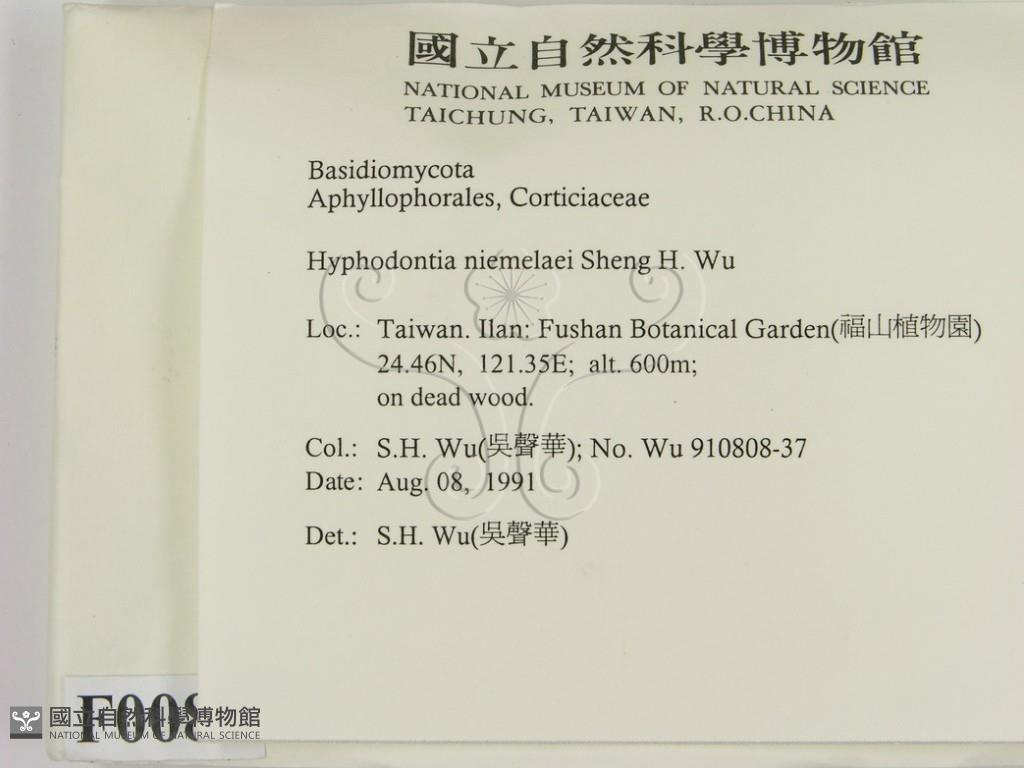 國立自然科學博物館
NATIONAL MUSEUM OF NATURAL SCIENCE
TAICHUNG, TAIWAN, R.O.CHINA
Basidiomycota
Aphyllophorales, Corticiaceae
Hyphodontia niemelaei Sheng H. Wu
Loc.: Taiwan. Ilan: Fushan Botanical Garden(福山植物園)
24.46N, 121.35E; alt. 600m;
on dead wood.
Col.: S.H. Wu(吳聲華); No. Wu 910808-37
Date: Aug. 08, 1991
Det.: S.H. Wu(吳聲華)
F008
國立自然科學博物館
NATIONAL MUSEUM OF NATURAL SCIENCE